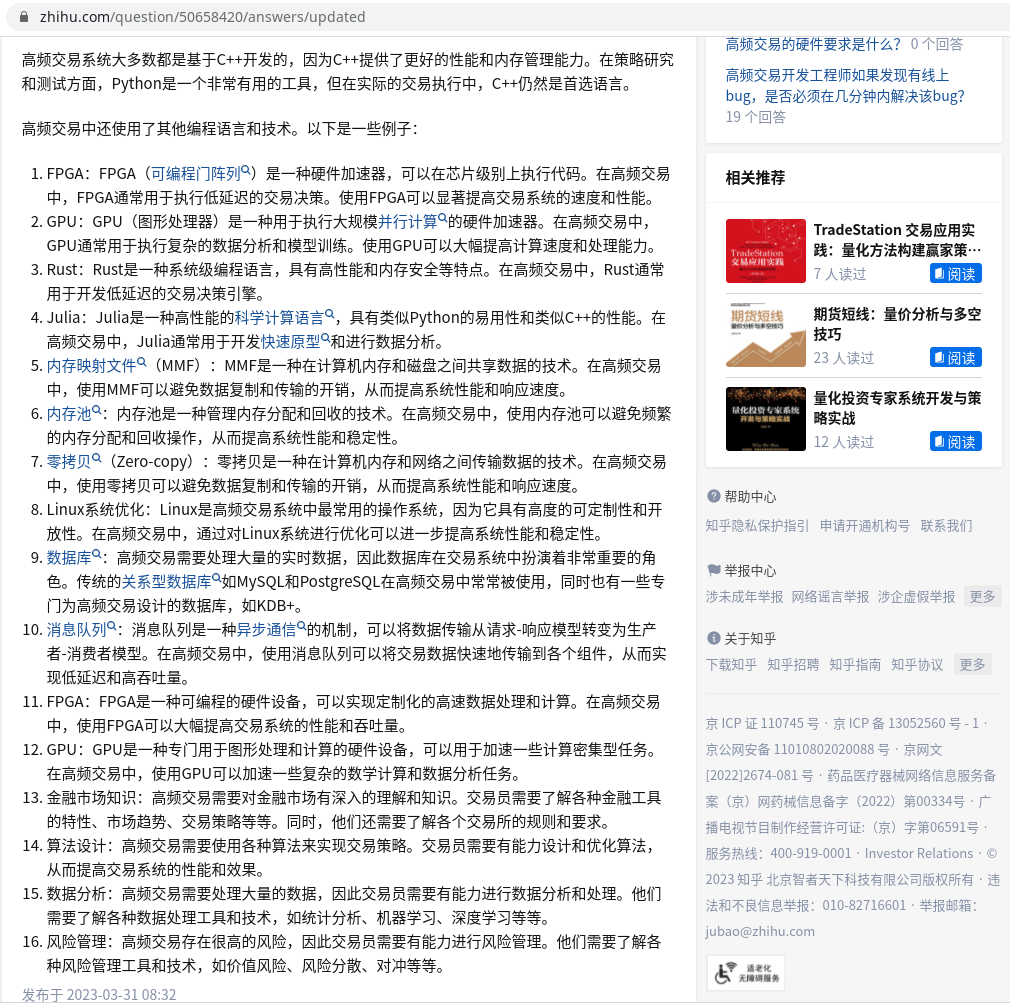 zhihu.com/question/50658420/answers/updated
高频交易系统大多数都是基于C++开发的，因为C++提供了更好的性能和内存管理能力。在策略研究
和测试方面，Python是一个非常有用的工具，但在实际的交易执行中，C++仍然是首选语言。
高频交易中还使用了其他编程语言和技术。以下是一些例子：
1. FPGA：FPGA（可编程门阵列）是一种硬件加速器，可以在芯片级别上执行代码。在高频交易
中，FPGA通常用于执行低延迟的交易决策。使用FPGA可以显著提高交易系统的速度和性能。
2. GPU：GPU（图形处理器）是一种用于执行大规模并行计算的硬件加速器。在高频交易中，
GPU通常用于执行复杂的数据分析和模型训练。使用GPU可以大幅提高计算速度和处理能力。
3. Rust：Rust是一种系统级编程语言，具有高性能和内存安全等特点。在高频交易中，Rust通常
用于开发低延迟的交易决策引擎。
4. Julia：Julia是一种高性能的科学计算语言，具有类似Python的易用性和类似C++的性能。在
高频交易中，Julia通常用于开发快速原型和进行数据分析。
5. 内存映射文件（MMF）：MMF是一种在计算机内存和磁盘之间共享数据的技术。在高频交易
中，使用MMF可以避免数据复制和传输的开销，从而提高系统性能和响应速度。
6. 内存池：内存池是一种管理内存分配和回收的技术。在高频交易中，使用内存池可以避免频繁
的内存分配和回收操作，从而提高系统性能和稳定性。
7. 零拷贝（Zero-copy）：零拷贝是一种在计算机内存和网络之间传输数据的技术。在高频交易
中，使用零拷贝可以避免数据复制和传输的开销，从而提高系统性能和响应速度。
8. Linux系统优化：Linux是高频交易系统中最常用的操作系统，因为它具有高度的可定制性和开
放性。在高频交易中，通过对Linux系统进行优化可以进一步提高系统性能和稳定性。
9. 数据库：高频交易需要处理大量的实时数据，因此数据库在交易系统中扮演着非常重要的角
色。传统的关系型数据库如MySQL和PostgreSQL在高频交易中常常被使用，同时也有一些专
门为高频交易设计的数据库，如KDB+。
10. 消息队列：消息队列是一种异步通信的机制，可以将数据传输从请求-响应模型转变为生产
者-消费者模型。在高频交易中，使用消息队列可以将交易数据快速地传输到各个组件，从而实
现低延迟和高吞吐量。
11. FPGA：FPGA是一种可编程的硬件设备，可以实现定制化的高速数据处理和计算。在高频交易
中，使用FPGA可以大幅提高交易系统的性能和吞吐量。
12. GPU：GPU是一种专门用于图形处理和计算的硬件设备，可以用于加速一些计算密集型任务。
在高频交易中，使用GPU可以加速一些复杂的数学计算和数据分析任务。
13. 金融市场知识：高频交易需要对金融市场有深入的理解和知识。交易员需要了解各种金融工具
的特性、市场趋势、交易策略等等。同时，他们还需要了解各个交易所的规则和要求。
14. 算法设计：高频交易需要使用各种算法来实现交易策略。交易员需要有能力设计和优化算法，
从而提高交易系统的性能和效果。
15. 数据分析：高频交易需要处理大量的数据，因此交易员需要有能力进行数据分析和处理。他们
需要了解各种数据处理工具和技术，如统计分析、机器学习、深度学习等等。
16. 风险管理：高频交易存在很高的风险，因此交易员需要有能力进行风险管理。他们需要了解各
种风险管理工具和技术，如价值风险、风险分散、对冲等等。
发布于 2023-03-31 08:32
高频交易的硬件要求是什么？ 0 个回答
高频交易开发工程师如果发现有线上
bug，是否必须在几分钟内解决该bug？
19 个回答
相关推荐
TradeStation
交易应用实践
TradeStation 交易应用实
践：量化方法构建赢家策…
7 人读过 阅读
期货短线
量价分析与多空技巧
期货短线：量价分析与多空
技巧
23 人读过 阅读
量化投资专家系统
开发与策略实战
量化投资专家系统开发与策
略实战
12 人读过 阅读
帮助中心
知乎隐私保护指引 申请开通机构号 联系我们
举报中心
涉未成年举报 网络谣言举报 涉企虚假举报 更多
关于知乎
下载知乎 知乎招聘 知乎指南 知乎协议 更多
京 ICP 证 110745 号 · 京 ICP 备 13052560 号 - 1 ·
京公网安备 11010802020088 号 · 京网文
[2022]2674-081 号 · 药品医疗器械网络信息服务备
案（京）网药械信息备字（2022）第00334号 · 广
播电视节目制作经营许可证:（京）字第06591号 ·
服务热线：400-919-0001 · Investor Relations · ©
2023 知乎 北京智者天下科技有限公司版权所有 · 违
法和不良信息举报：010-82716601 · 举报邮箱：
jubao@zhihu.com
适老化
无障碍服务